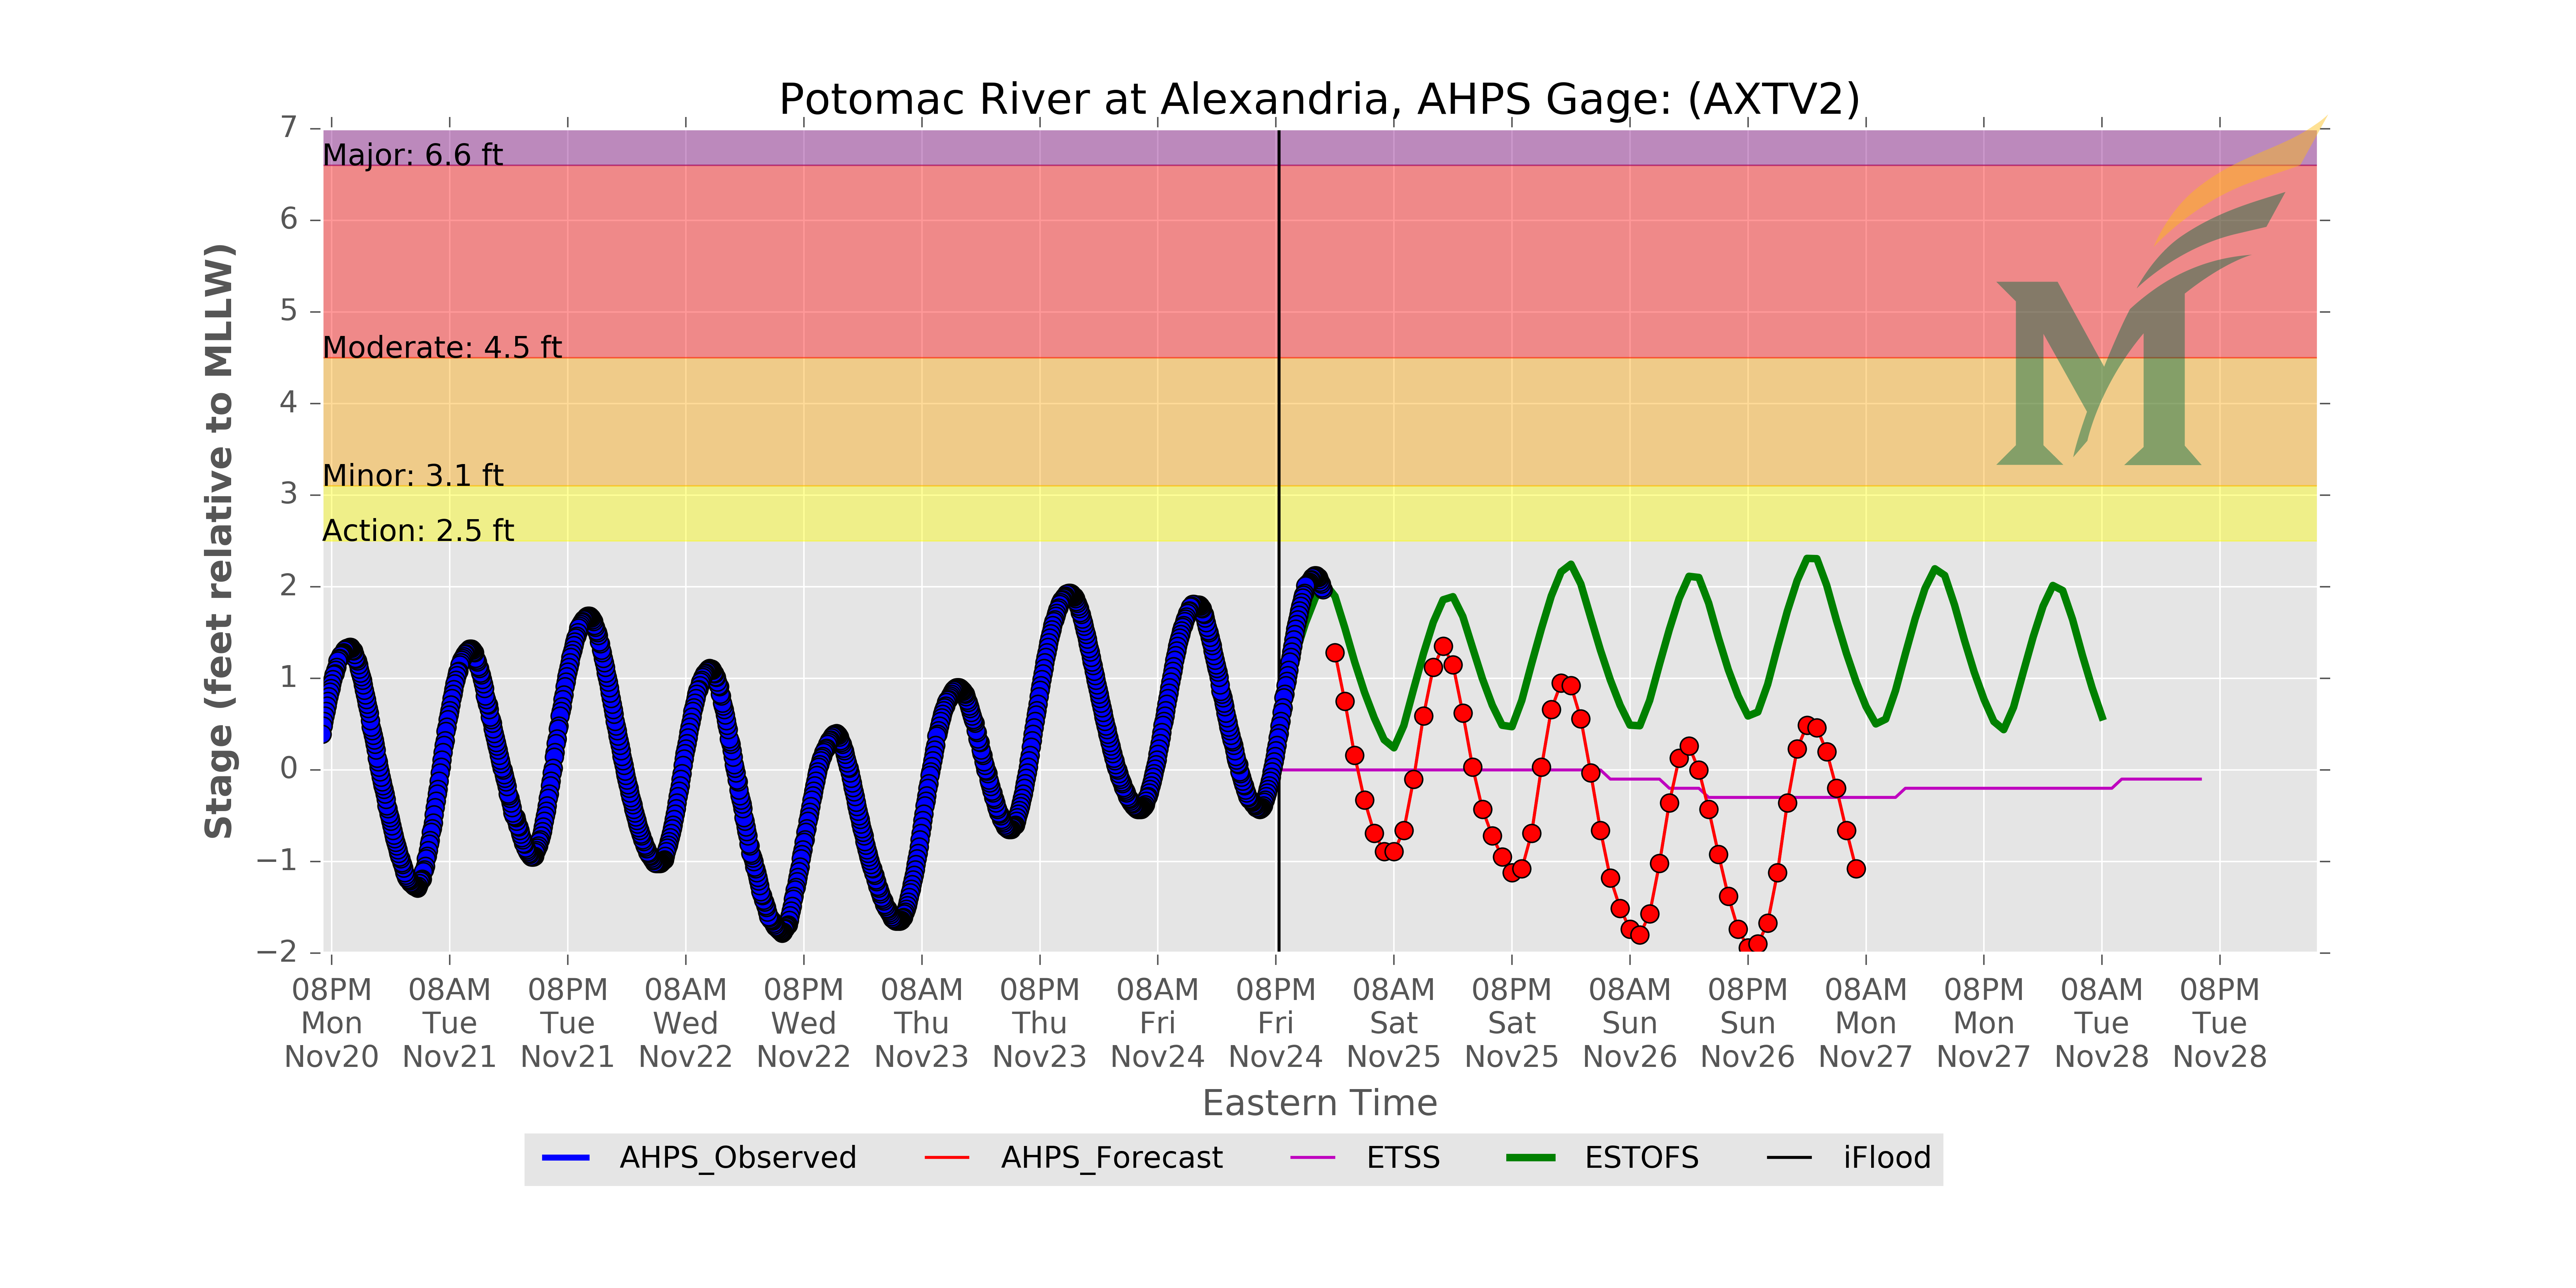 Potomac River at Alexandria, AHPS Gage: (AXTV2)
Stage (feet relative to MLLW)
7
6
5
4
3
2
1
0
−1
−2
Major: 6.6 ft
Moderate: 4.5 ft
Minor: 3.1 ft
Action: 2.5 ft
M
08PM
Mon
Nov20
08AM
Tue
Nov21
08PM
Tue
Nov21
08AM
Wed
Nov22
08PM
Wed
Nov22
08AM
Thu
Nov23
08PM
Thu
Nov23
08AM
Fri
Nov24
08PM
Fri
Nov24
08AM
Sat
Nov25
08PM
Sat
Nov25
08AM
Sun
Nov26
08PM
Sun
Nov26
08AM
Mon
Nov27
08PM
Mon
Nov27
08AM
Tue
Nov28
08PM
Tue
Nov28
Eastern Time
AHPS_Observed
AHPS_Forecast
ETSS
ESTOFS
iFlood